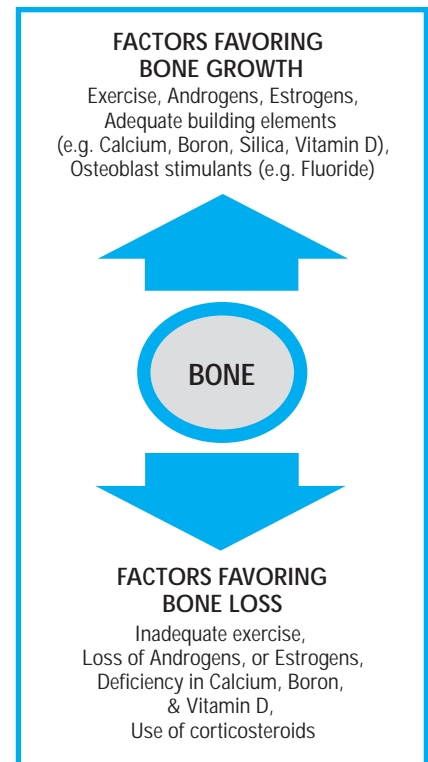 FACTORS FAVORING
BONE GROWTH
Exercise, Androgens, Estrogens,
Adequate building elements
(e.g. Calcium, Boron, Silica, Vitamin D),
Osteoblast stimulants (e.g. Fluoride)
BONE
FACTORS FAVORING
BONE LOSS
Inadequate exercise,
Loss of Androgens, or Estrogens,
Deficiency in Calcium, Boron,
& Vitamin D,
Use of corticosteroids